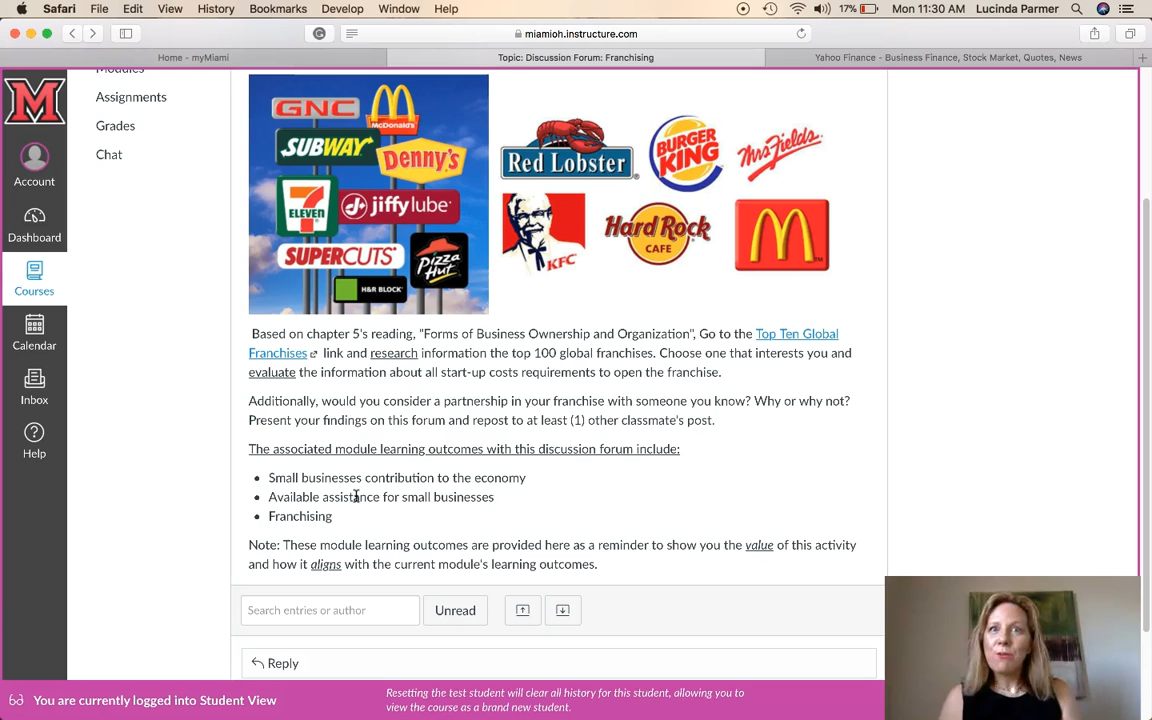 Safari File Edit View History Bookmarks Develop Window Help 17% Mon 11:30 AM Lucinda Parmer
miamioh.instructure.com
Home - myMiami Topic: Discussion Forum: Franchising Yahoo Finance - Business Finance, Stock Market, Quotes, News
M
Account
Dashboard
Courses
Calendar
Inbox
Help
Modules
Assignments
Grades
Chat
GNC
McDonald's
SUBWAY
Denny's
7 ELEVEN
jiffy lube
SUPERCUTS
Pizza Hut
H&R BLOCK
Red Lobster
BURGER KING
Mrs. Fields
KFC
Hard Rock CAFE
Based on chapter 5's reading, "Forms of Business Ownership and Organization", Go to the Top Ten Global
Franchises link and research information the top 100 global franchises. Choose one that interests you and
evaluate the information about all start-up costs requirements to open the franchise.
Additionally, would you consider a partnership in your franchise with someone you know? Why or why not?
Present your findings on this forum and repost to at least (1) other classmate's post.
The associated module learning outcomes with this discussion forum include:
Small businesses contribution to the economy
Available assistance for small businesses
Franchising
Note: These module learning outcomes are provided here as a reminder to show you the value of this activity
and how it aligns with the current module's learning outcomes.
Search entries or author Unread
Reply
You are currently logged into Student View
Resetting the test student will clear all history for this student, allowing you to
view the course as a brand new student.